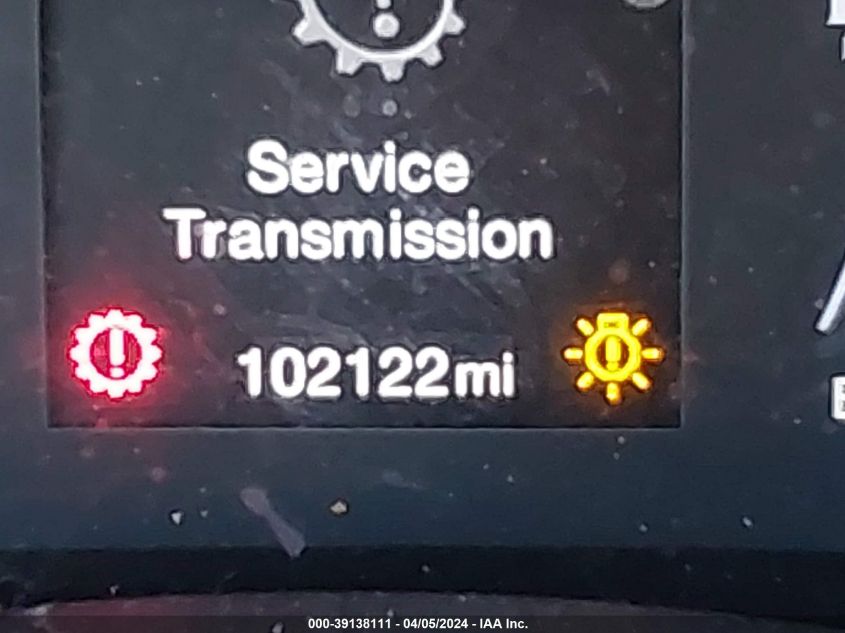 Service
Transmission
102122mi
000-39138111 - 04/05/2024 - IAA Inc.